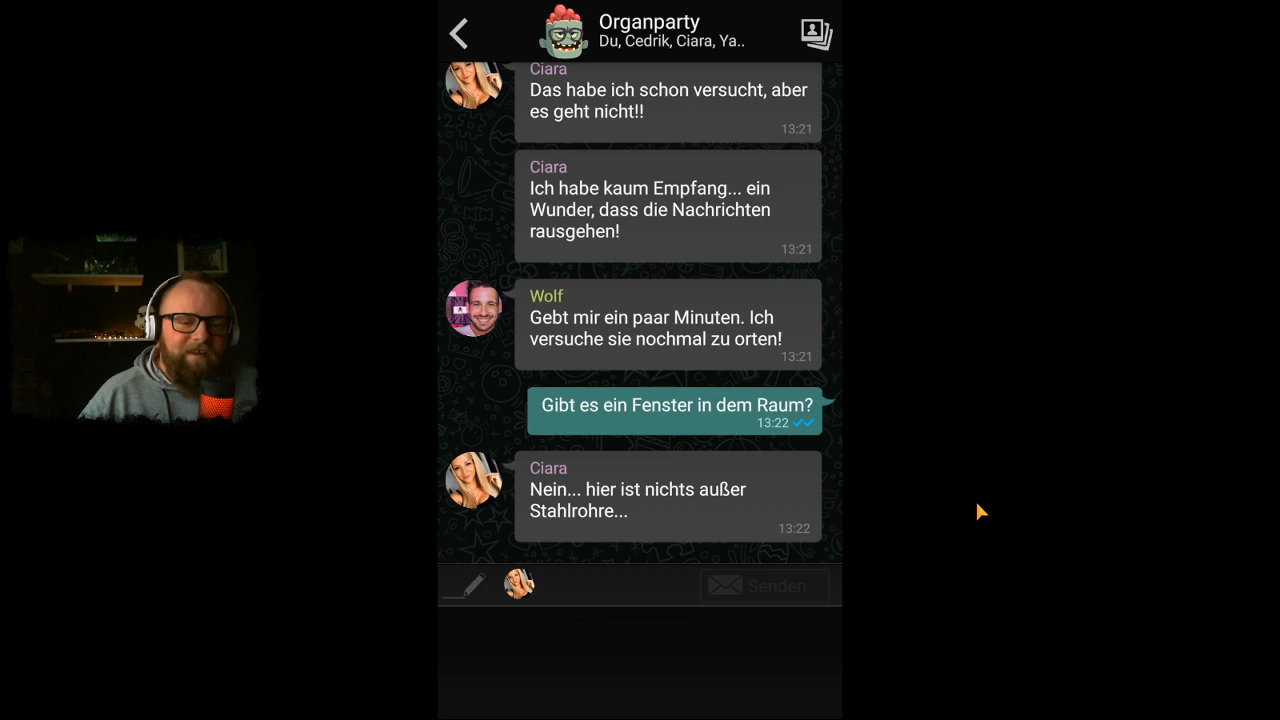 Organparty
Du, Cedrik, Ciara, Ya..
Ciara
Das habe ich schon versucht, aber
es geht nicht!!
13:21
Ciara
Ich habe kaum Empfang... ein
Wunder, dass die Nachrichten
rausgehen!
13:21
Wolf
Gebt mir ein paar Minuten. Ich
versuche sie nochmal zu orten!
13:21
Gibt es ein Fenster in dem Raum?
13:22
Ciara
Nein... hier ist nichts außer
Stahlrohre...
13:22
Senden